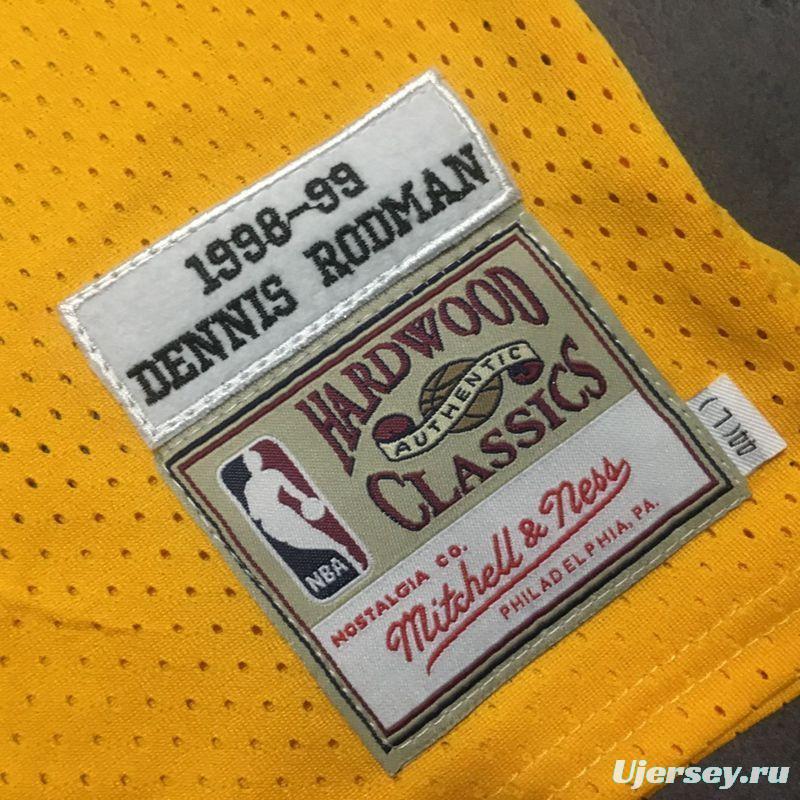 1998-99
DENNIS RODMAN
HARDWOOD
AUTHENTIC
CLASSICS
NBA
NOSTALGIA CO.
Mitchell & Ness
PHILADELPHIA, PA.
Ujersey.ru